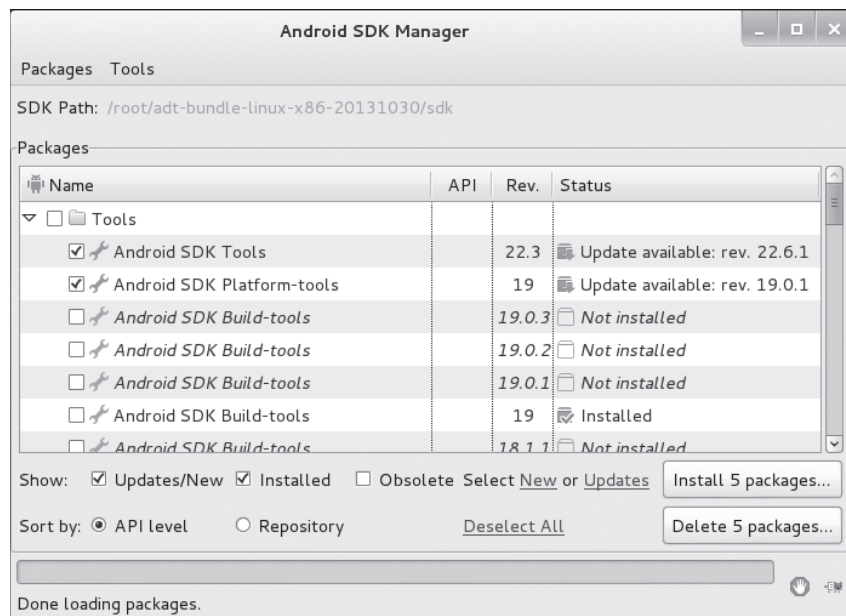 Android SDK Manager
Packages Tools
SDK Path: /root/adt-bundle-linux-x86-20131030/sdk
Packages
Name API Rev. Status
Tools
Android SDK Tools 22.3 Update available: rev. 22.6.1
Android SDK Platform-tools 19 Update available: rev. 19.0.1
Android SDK Build-tools 19.0.3 Not installed
Android SDK Build-tools 19.0.2 Not installed
Android SDK Build-tools 19.0.1 Not installed
Android SDK Build-tools 19 Installed
Android SDK Build-tools 18.1.1 Not installed
Show: Updates/New Installed Obsolete Select New or Updates Install 5 packages...
Sort by: API level Repository Deselect All Delete 5 packages...
Done loading packages.